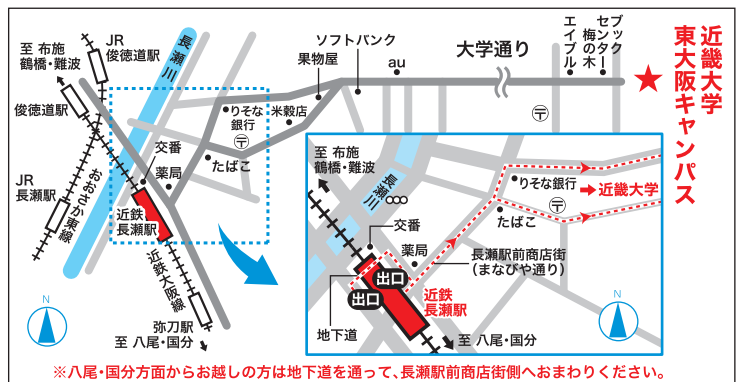 至 布施
鶴橋・難波
JR
俊徳道駅
長瀬川
俊徳道駅
JR
長瀬駅
おおさか東線
交番
薬局
近鉄
長瀬駅
近鉄大阪線
弥刀駅
至 八尾・国分
N
りそな
銀行
〒
たばこ
米穀店
果物屋
ソフトバンク
au
大学通り
エイブル
梅の木
ブック
センター
〒
近畿大学
東大阪キャンパス
至 布施
鶴橋・難波
長瀬川
交番
薬局
出口
出口
地下道
近鉄
長瀬駅
至 八尾・国分
長瀬駅前商店街
(まなびや通り)
りそな銀行
〒
たばこ
近畿大学
N
※八尾・国分方面からお越しの方は地下道を通って、長瀬駅前商店街側へおまわりください。